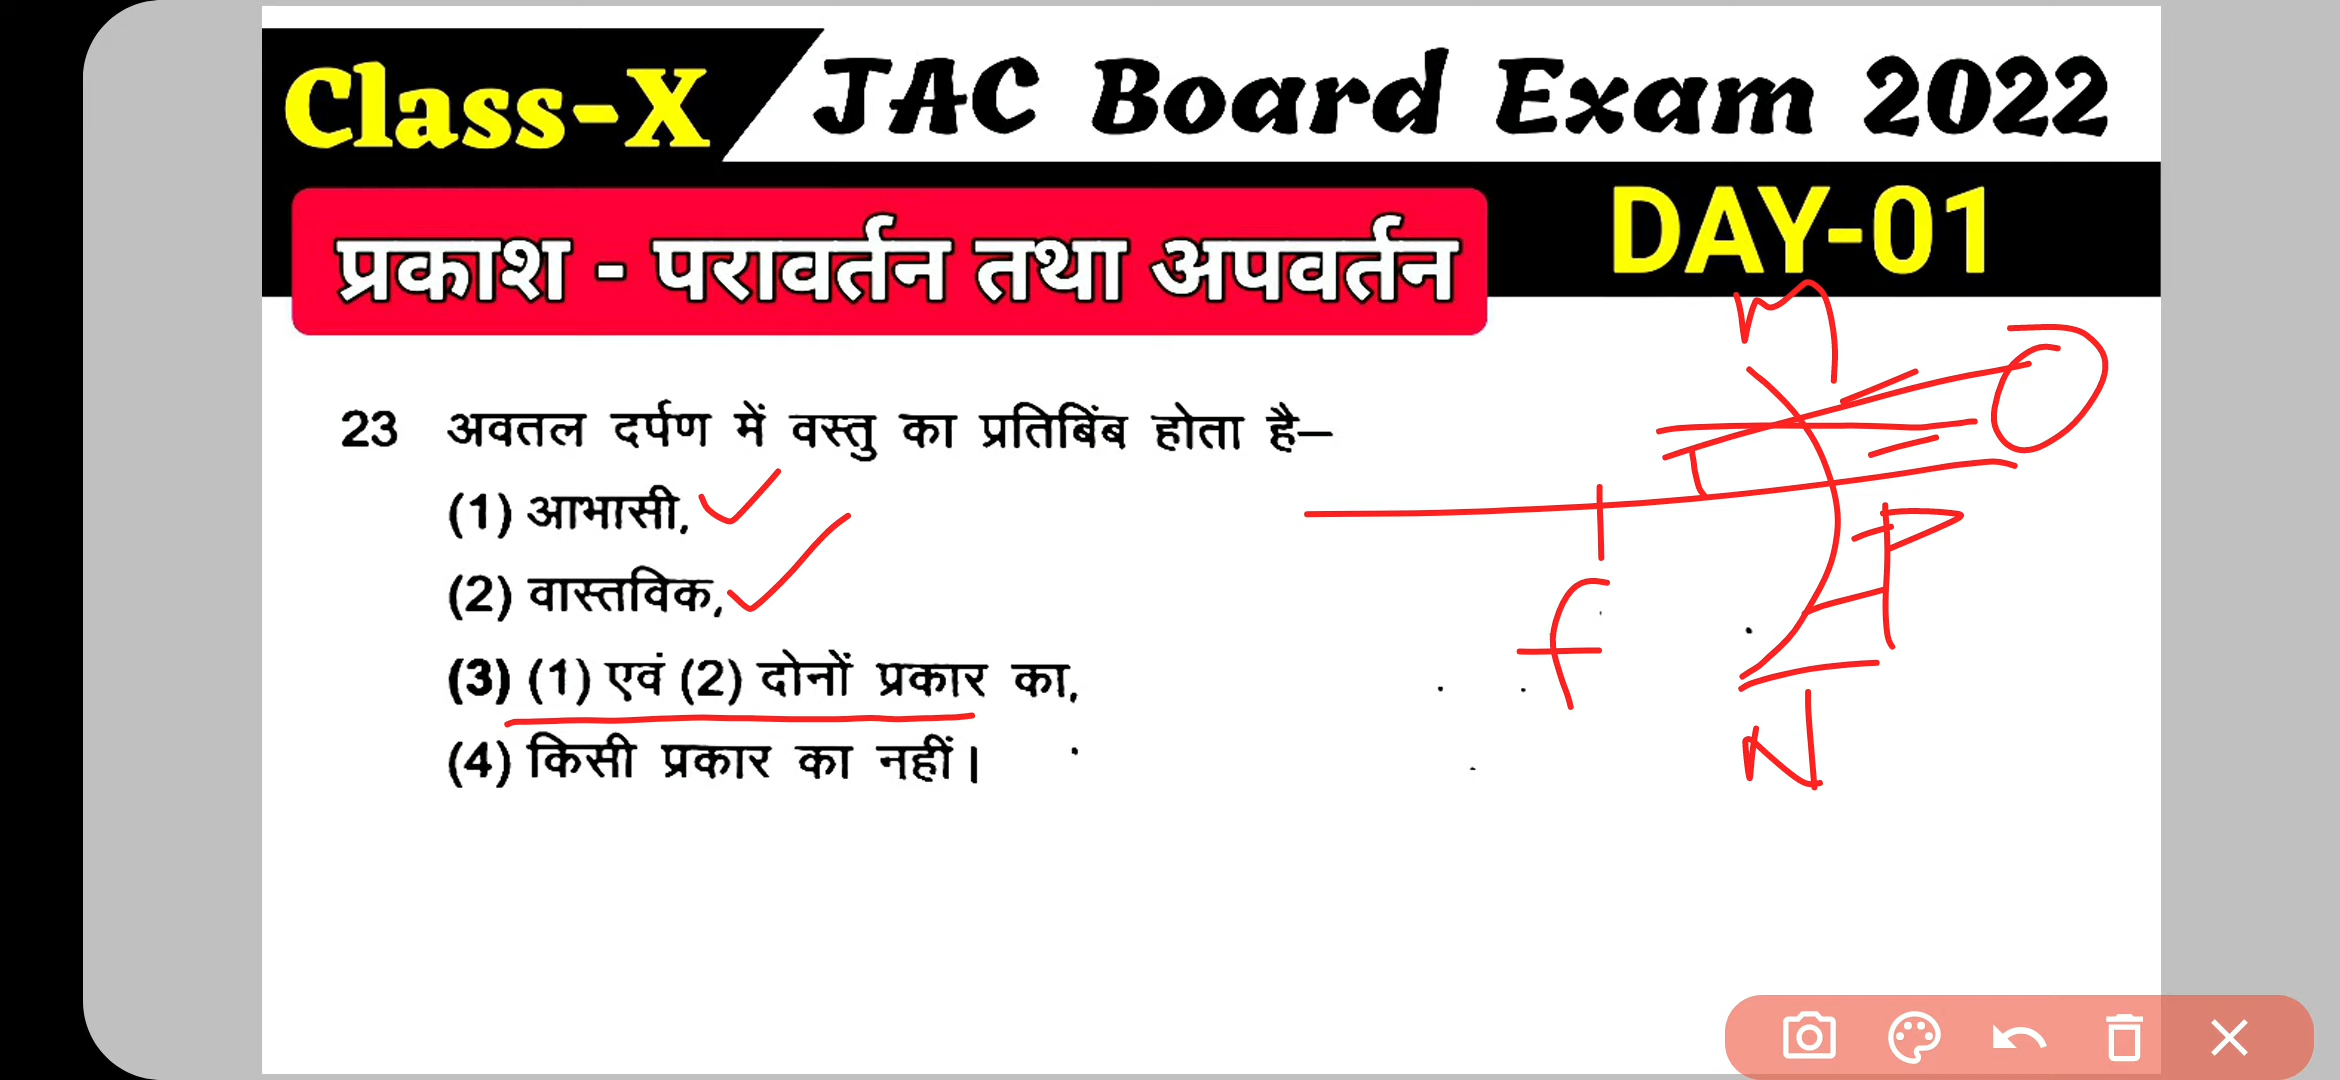 Class-X JAC Board Exam 2022
प्रकाश - परावर्तन तथा अपवर्तन DAY-01
23 अवतल दर्पण में वस्तु का प्रतिबिंब होता है–
(1) आभासी,
(2) वास्तविक,
(3) (1) एवं (2) दोनों प्रकार का,
(4) किसी प्रकार का नहीं।
m
P
f
N